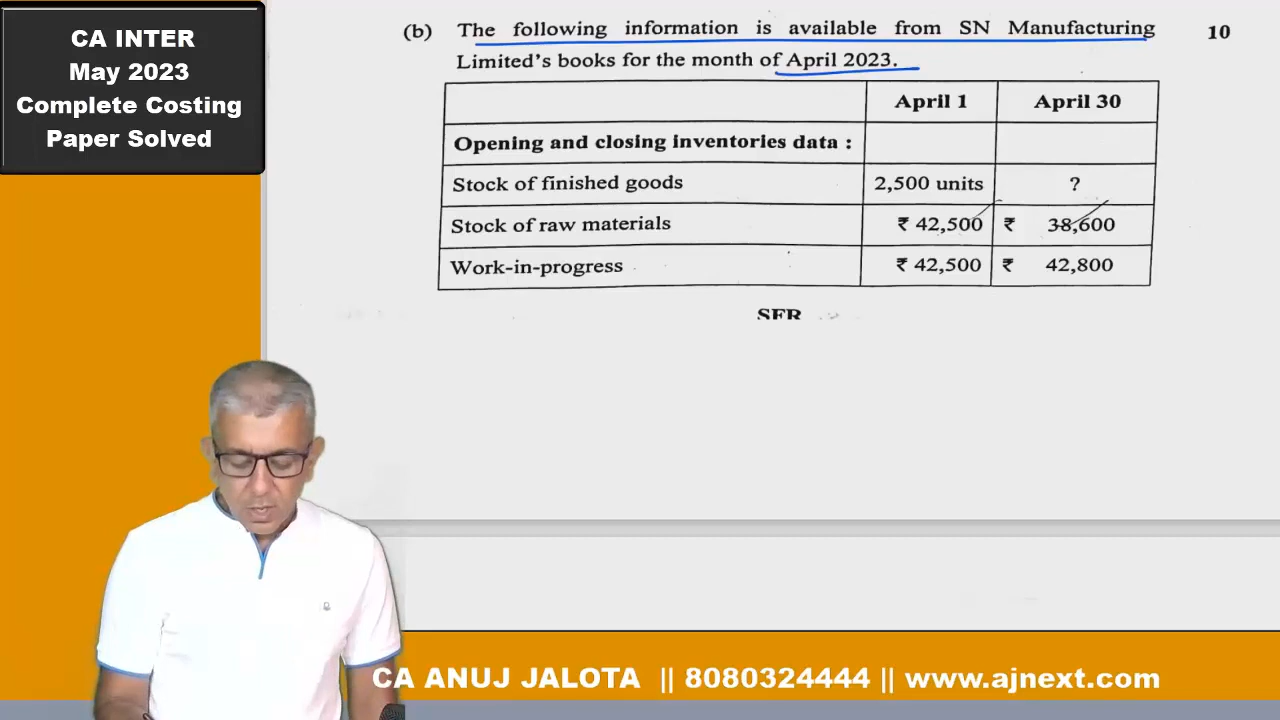 CA INTER
May 2023
Complete Costing
Paper Solved
(b) The following information is available from SN Manufacturing 10
Limited's books for the month of April 2023.
April 1 April 30
Opening and closing inventories data :
Stock of finished goods 2,500 units ?
Stock of raw materials ₹ 42,500 ₹ 38,600
Work-in-progress ₹ 42,500 ₹ 42,800
SFR
CA ANUJ JALOTA || 8080324444 || www.ajnext.com